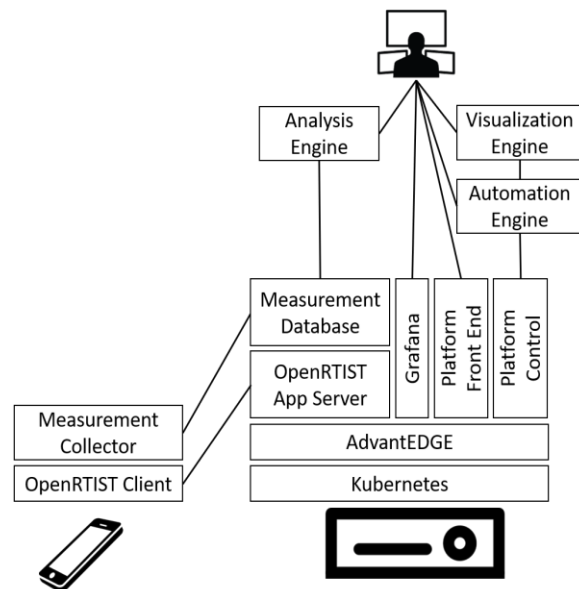 Analysis
Engine
Visualization
Engine
Automation
Engine
Measurement
Database
Grafana
Platform
Front End
Platform
Control
OpenRTIST
App Server
Measurement
Collector
AdvantEDGE
OpenRTIST Client
Kubernetes